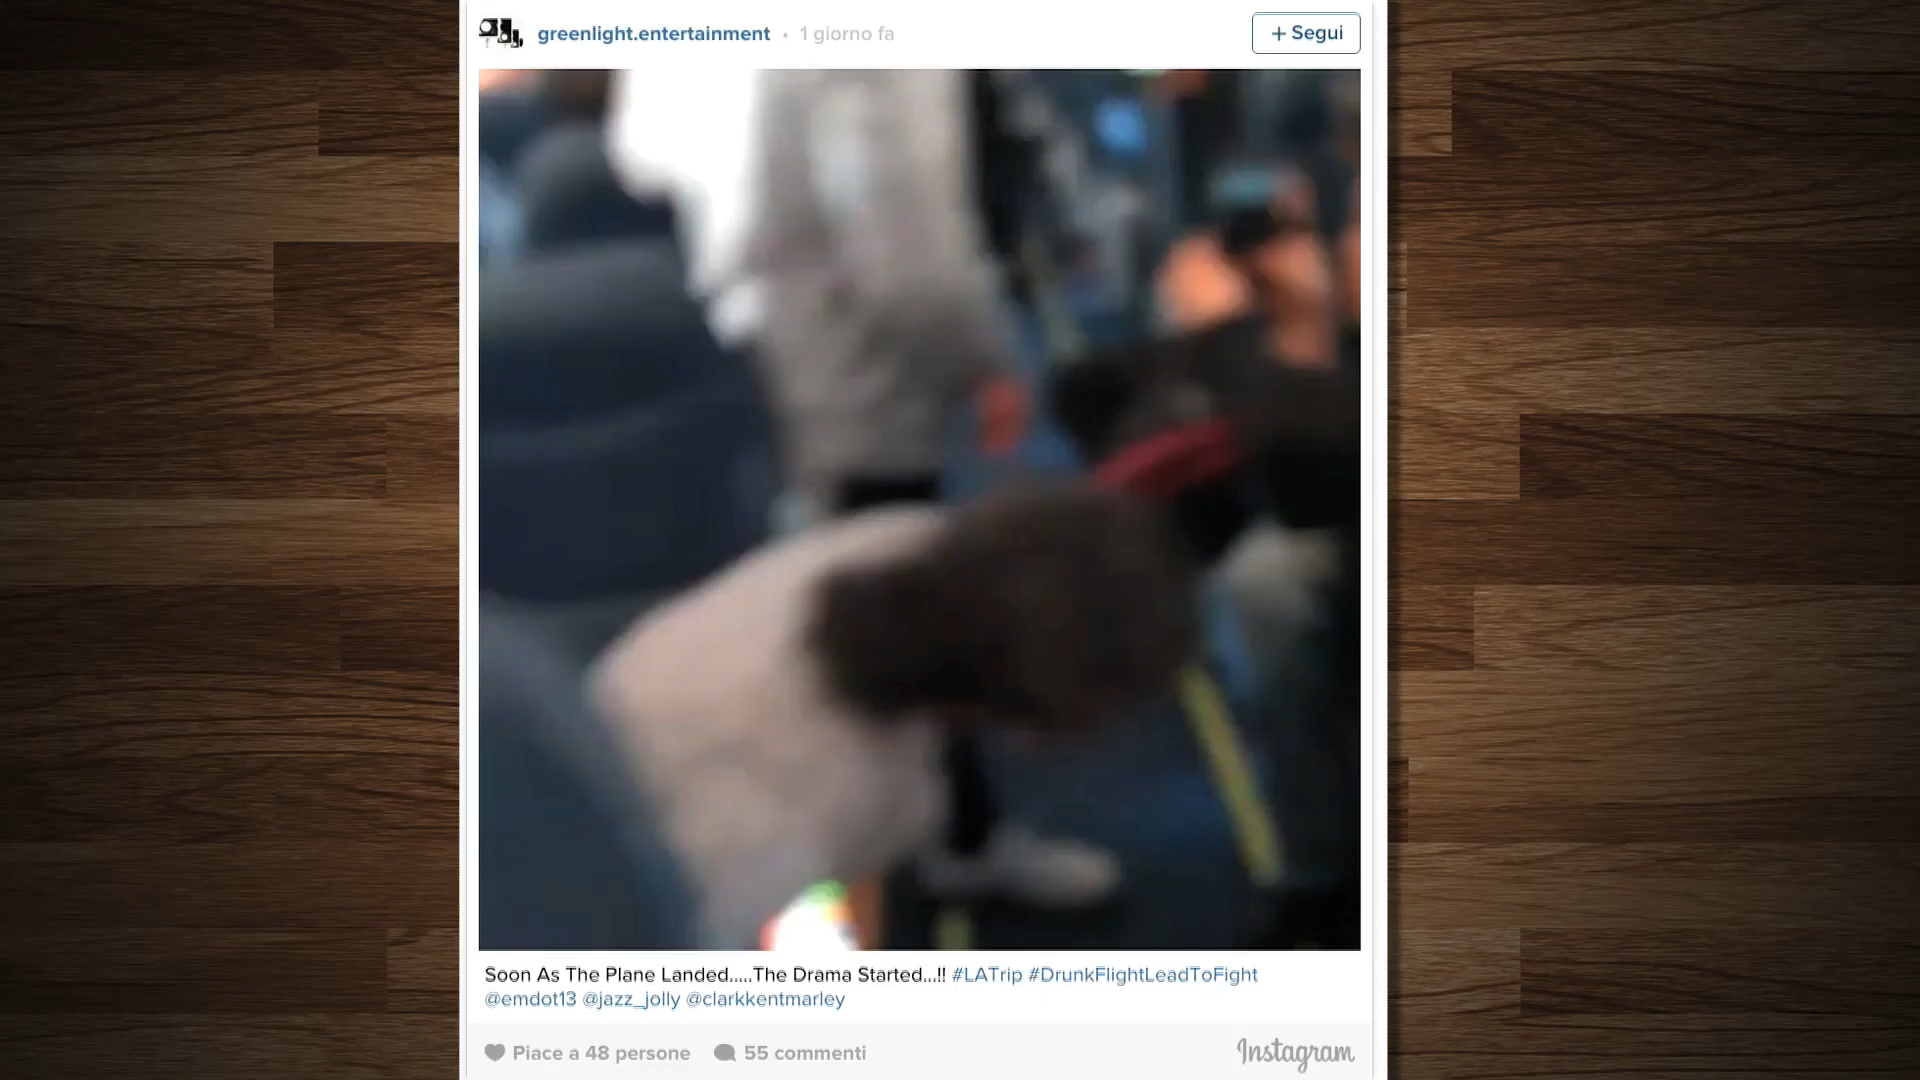 greenlight.entertainment • 1 giorno fa
+ Segui
Soon As The Plane Landed.....The Drama Started...!! #LATrip #DrunkFlightLeadToFight
@emdot13 @jazz_jolly @clarkkentmarley
Piace a 48 persone 55 commenti
Instagram